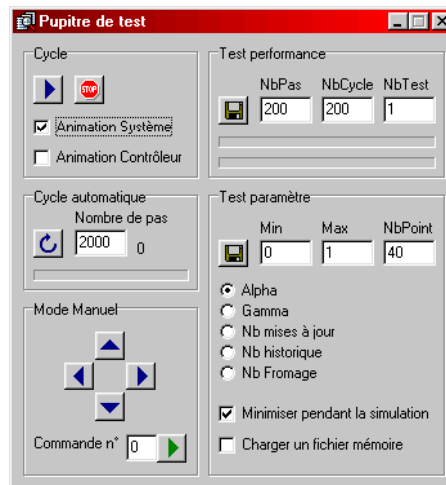 Pupitre de test
Cycle
STOP
Animation Système
Animation Contrôleur
Cycle automatique
Nombre de pas
2000 0
Mode Manuel
Commande n° 0
Test performance
NbPas NbCycle NbTest
200 200 1
Test paramètre
Min Max NbPoint
0 1 40
Alpha
Gamma
Nb mises à jour
Nb historique
Nb Fromage
Minimiser pendant la simulation
Charger un fichier mémoire